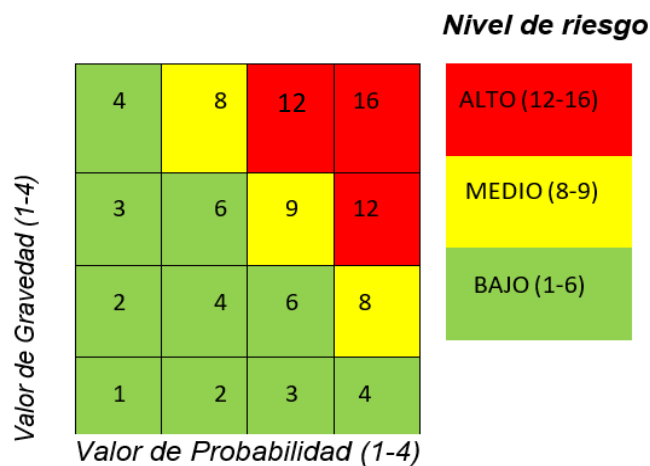 Nivel de riesgo
4 8 12 16
ALTO (12-16)
3 6 9 12
MEDIO (8-9)
2 4 6 8
BAJO (1-6)
1 2 3 4
Valor de Gravedad (1-4)
Valor de Probabilidad (1-4)